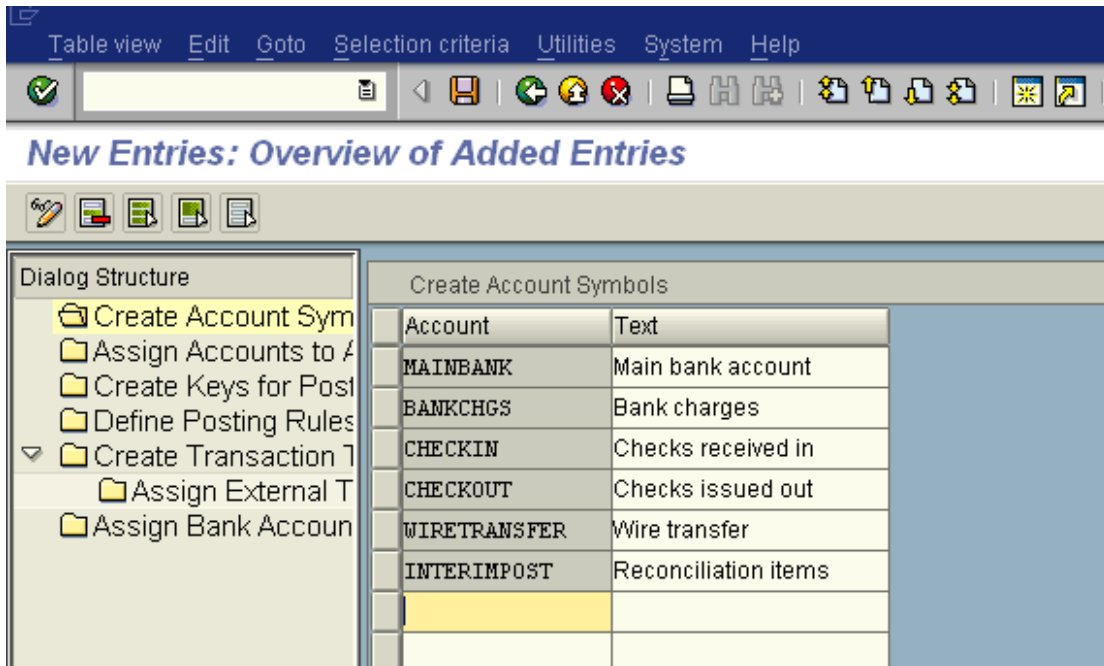 Table view Edit Goto Selection criteria Utilities System Help
New Entries: Overview of Added Entries
Dialog Structure
Create Account Sym
Assign Accounts to A
Create Keys for Post
Define Posting Rules
Create Transaction T
Assign External T
Assign Bank Accoun
Create Account Symbols
Account Text
MAINBANK Main bank account
BANKCHGS Bank charges
CHECKIN Checks received in
CHECKOUT Checks issued out
WIRETRANSFER Wire transfer
INTERIMPOST Reconciliation items